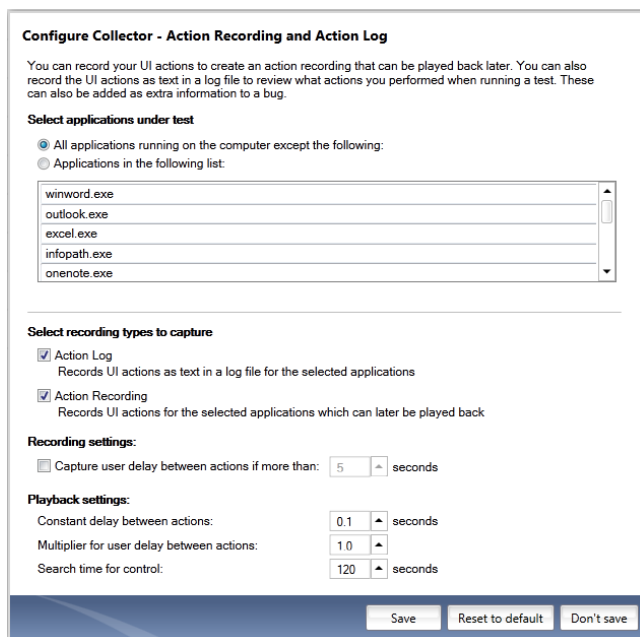 Configure Collector - Action Recording and Action Log
You can record your UI actions to create an action recording that can be played back later. You can also
record the UI actions as text in a log file to review what actions you performed when running a test. These
can also be added as extra information to a bug.
Select applications under test
All applications running on the computer except the following:
Applications in the following list:
winword.exe
outlook.exe
excel.exe
infopath.exe
onenote.exe
Select recording types to capture
Action Log
Records UI actions as text in a log file for the selected applications
Action Recording
Records UI actions for the selected applications which can later be played back
Recording settings:
Capture user delay between actions if more than: 5 seconds
Playback settings:
Constant delay between actions: 0.1 seconds
Multiplier for user delay between actions: 1.0
Search time for control: 120 seconds
Save Reset to default Don't save